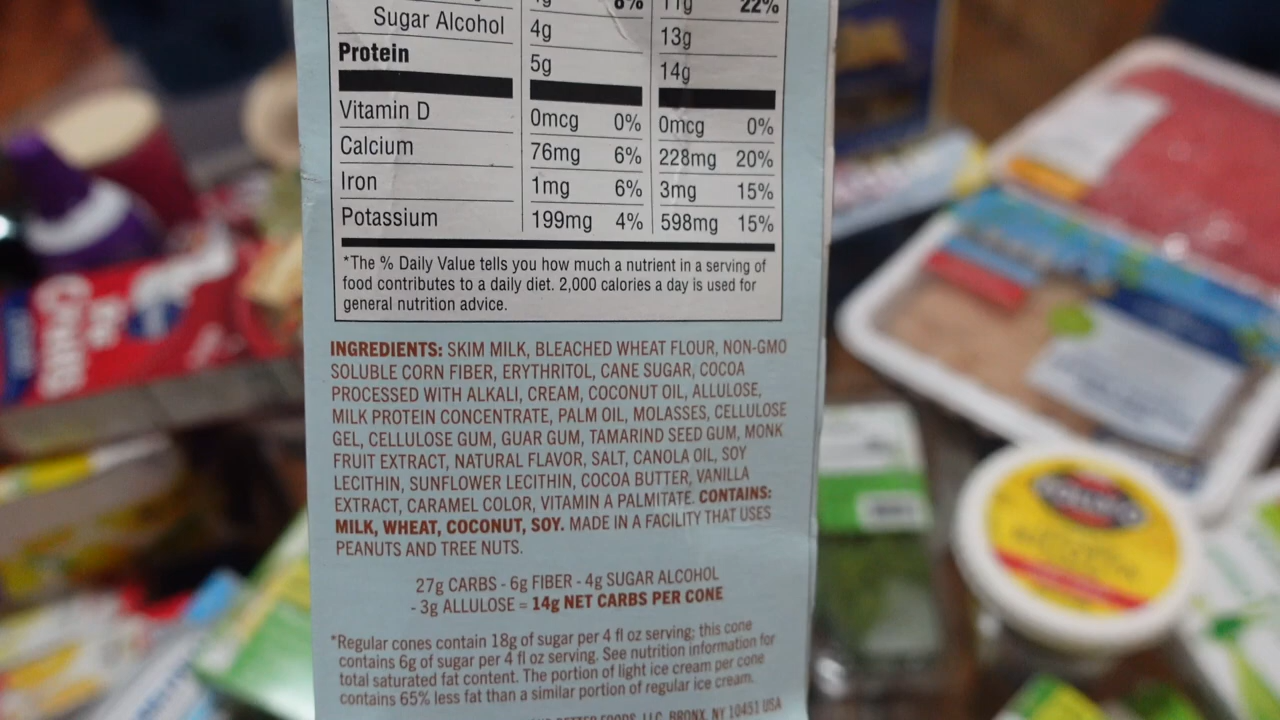 8% 11g 22%
Sugar Alcohol 4g 13g
Protein 5g 14g
Vitamin D 0mcg 0% 0mcg 0%
Calcium 76mg 6% 228mg 20%
Iron 1mg 6% 3mg 15%
Potassium 199mg 4% 598mg 15%
*The % Daily Value tells you how much a nutrient in a serving of
food contributes to a daily diet. 2,000 calories a day is used for
general nutrition advice.
INGREDIENTS: SKIM MILK, BLEACHED WHEAT FLOUR, NON-GMO
SOLUBLE CORN FIBER, ERYTHRITOL, CANE SUGAR, COCOA
PROCESSED WITH ALKALI, CREAM, COCONUT OIL, ALLULOSE,
MILK PROTEIN CONCENTRATE, PALM OIL, MOLASSES, CELLULOSE
GEL, CELLULOSE GUM, GUAR GUM, TAMARIND SEED GUM, MONK
FRUIT EXTRACT, NATURAL FLAVOR, SALT, CANOLA OIL, SOY
LECITHIN, SUNFLOWER LECITHIN, COCOA BUTTER, VANILLA
EXTRACT, CARAMEL COLOR, VITAMIN A PALMITATE. CONTAINS:
MILK, WHEAT, COCONUT, SOY. MADE IN A FACILITY THAT USES
PEANUTS AND TREE NUTS.
27g CARBS - 6g FIBER - 4g SUGAR ALCOHOL
- 3g ALLULOSE = 14g NET CARBS PER CONE
*Regular cones contain 18g of sugar per 4 fl oz serving; this cone
contains 6g of sugar per 4 fl oz serving. See nutrition information for
total saturated fat content. The portion of light ice cream per cone
contains 65% less fat than a similar portion of regular ice cream.
FOODS, LLC, BRONX, NY 10451 USA